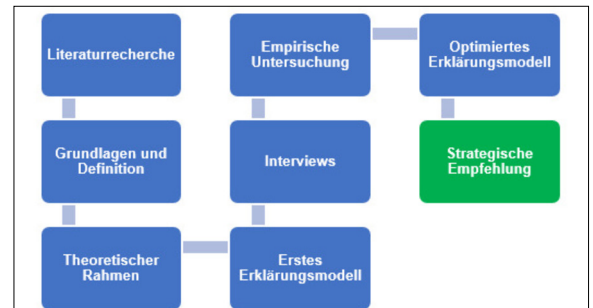 Literaturrecherche
Grundlagen und
Definition
Theoretischer
Rahmen
Erstes
Erklärungsmodell
Interviews
Empirische
Untersuchung
Optimiertes
Erklärungsmodell
Strategische
Empfehlung